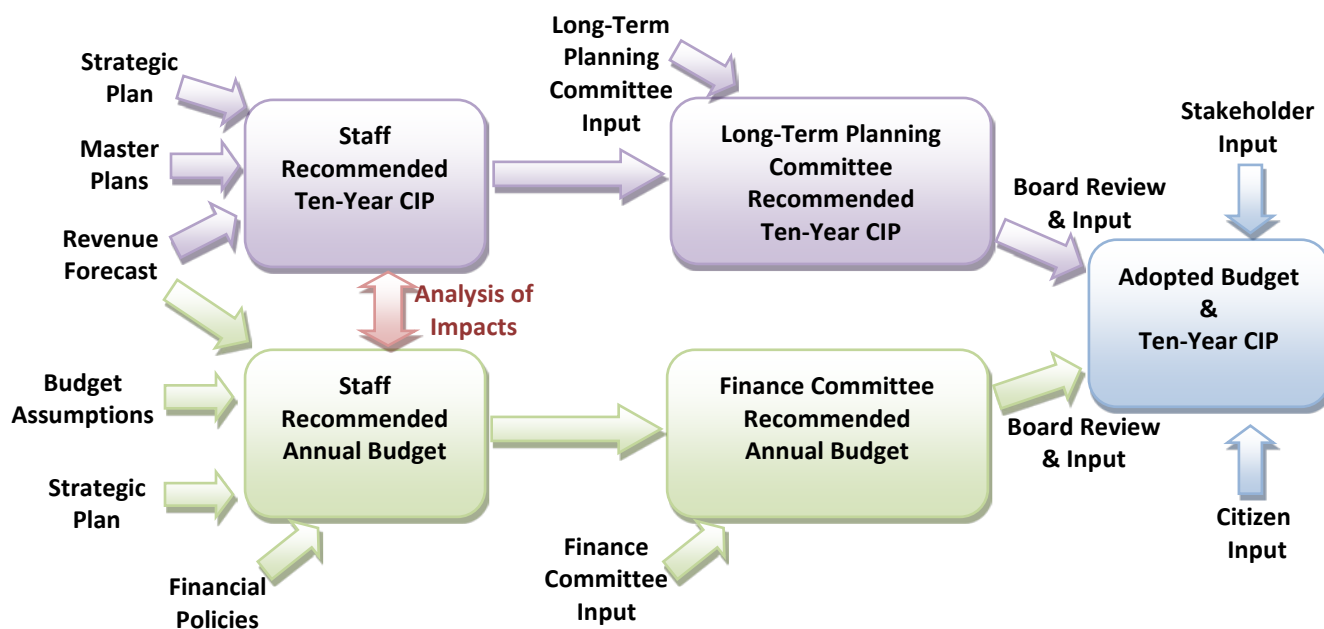 Strategic
Plan
Master
Plans
Revenue
Forecast
Staff
Recommended
Ten-Year CIP
Long-Term
Planning
Committee
Input
Long-Term Planning
Committee
Recommended
Ten-Year CIP
Board Review
& Input
Stakeholder
Input
Analysis of
Impacts
Adopted Budget
&
Ten-Year CIP
Budget
Assumptions
Strategic
Plan
Financial
Policies
Staff
Recommended
Annual Budget
Finance
Committee
Input
Finance Committee
Recommended
Annual Budget
Board Review
& Input
Citizen
Input